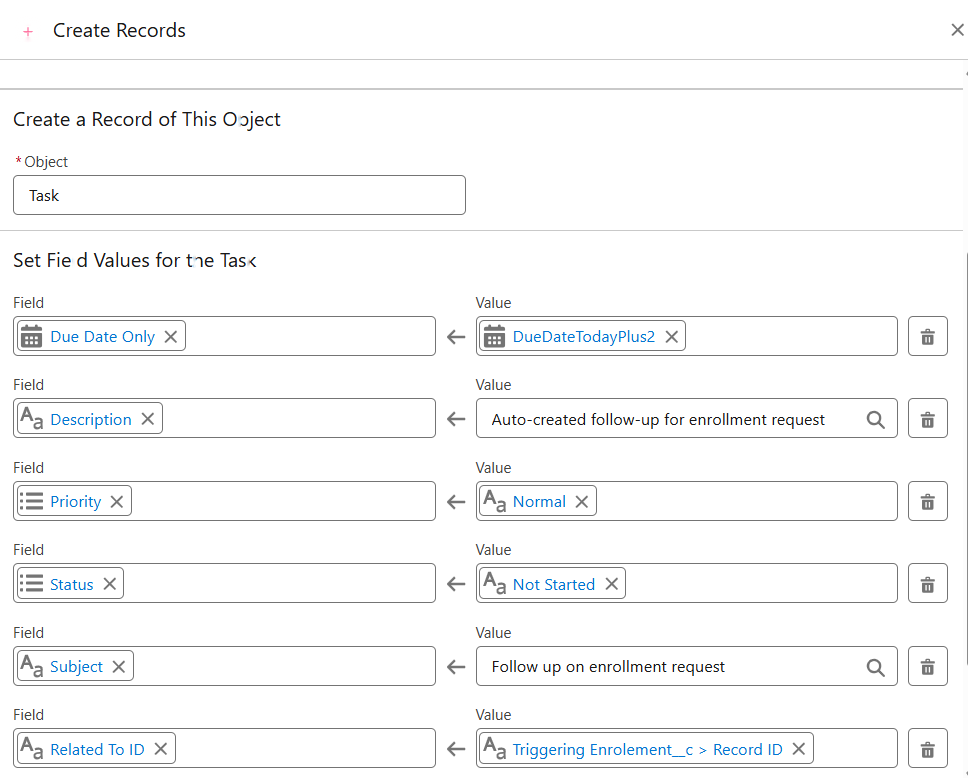 Create Records
Create a Record of This Object
* Object
Task
Set Field Values for the Task
Field
Value
Due Date Only
DueDateTodayPlus2
Field
Value
Description
Auto-created follow-up for enrollment request
Field
Value
Priority
Normal
Field
Value
Status
Not Started
Field
Value
Subject
Follow up on enrollment request
Field
Value
Related To ID
Triggering Enrolement__c > Record ID